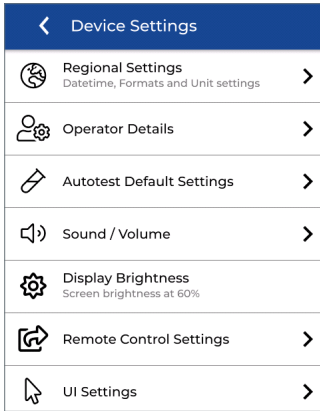 Device Settings
Regional Settings
Datetime, Formats and Unit settings
Operator Details
Autotest Default Settings
Sound / Volume
Display Brightness
Screen brightness at 60%
Remote Control Settings
UI Settings